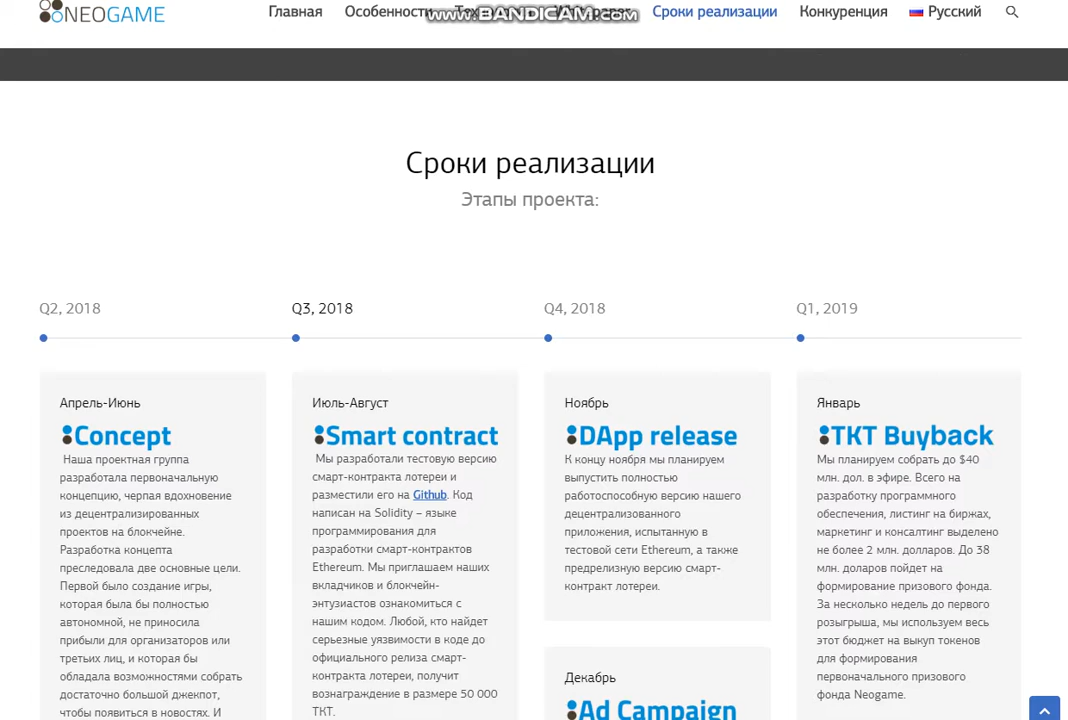 NEOGAME
Главная
Особенности
www.BANDICAM.com
Сроки реализации
Конкуренция
Русский
Сроки реализации
Этапы проекта:
Q2, 2018
Q3, 2018
Q4, 2018
Q1, 2019
Апрель-Июнь
Concept
Наша проектная группа
разработала первоначальную
концепцию, черпая вдохновение
из децентрализированных
проектов на блокчейне.
Разработка концепта
преследовала две основные цели.
Первой было создание игры,
которая была бы полностью
автономной, не приносила
прибыли для организаторов или
третьих лиц, и которая бы
обладала возможностями собрать
достаточно большой джекпот,
чтобы появиться в новостях. И
Июль-Август
Smart contract
Мы разработали тестовую версию
смарт-контракта лотереи и
разместили его на Github. Код
написан на Solidity – языке
программирования для
разработки смарт-контрактов
Ethereum. Мы приглашаем наших
вкладчиков и блокчейн-
энтузиастов ознакомиться с
нашим кодом. Любой, кто найдет
серьезные уязвимости в коде до
официального релиза смарт-
контракта лотереи, получит
вознаграждение в размере 50 000
TKT.
Ноябрь
DApp release
К концу ноября мы планируем
выпустить полностью
работоспособную версию нашего
децентрализованного
приложения, испытанную в
тестовой сети Ethereum, а также
предрелизную версию смарт-
контракт лотереи.
Декабрь
Ad Campaign
Январь
TKT Buyback
Мы планируем собрать до $40
млн. дол. в эфире. Всего на
разработку программного
обеспечения, листинг на биржах,
маркетинг и консалтинг выделено
не более 2 млн. долларов. До 38
млн. доларов пойдет на
формирование призового фонда.
За несколько недель до первого
розыгрыша, мы используем весь
этот бюджет на выкуп токенов
для формирования
первоначального призового
фонда Neogame.